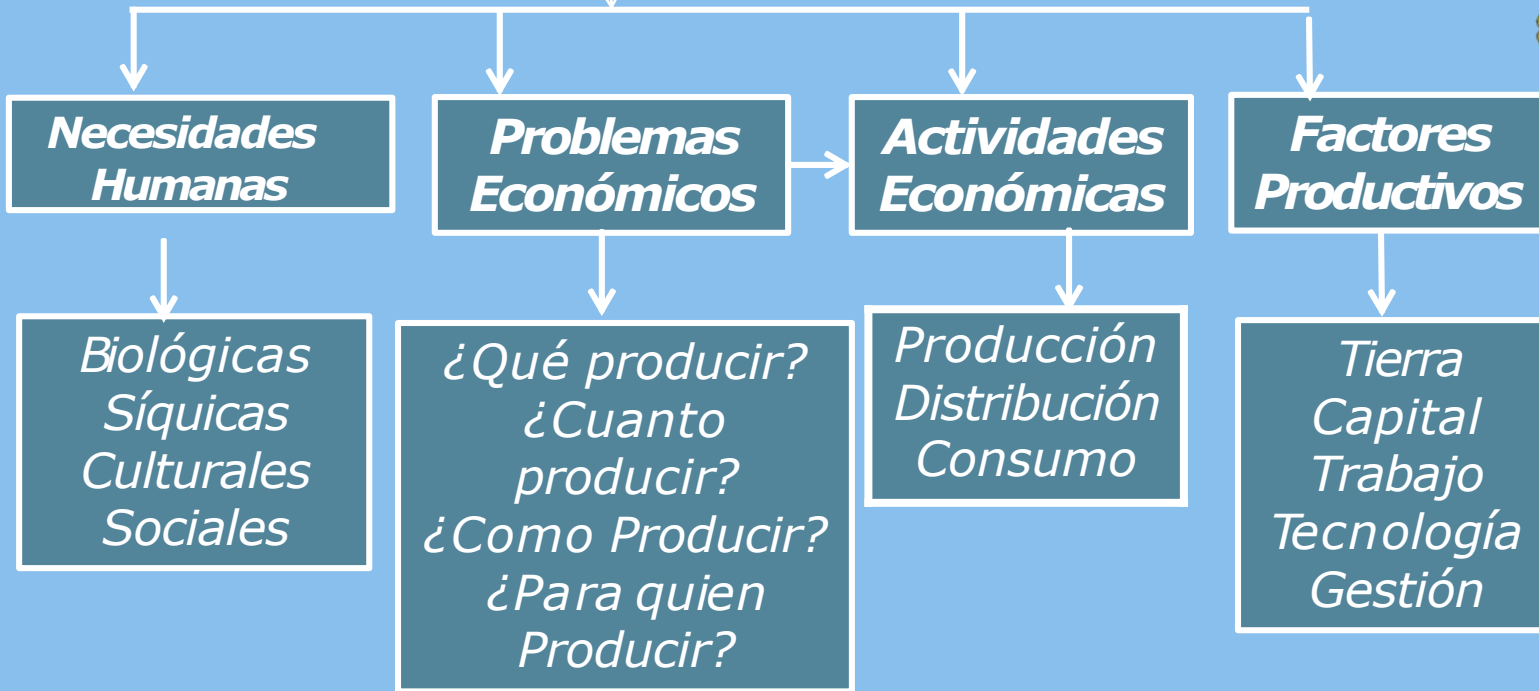 Necesidades
Humanas
Problemas
Económicos
Actividades
Económicas
Factores
Productivos
Biológicas
Síquicas
Culturales
Sociales
¿Qué producir?
¿Cuanto
producir?
¿Como Producir?
¿Para quien
Producir?
Producción
Distribución
Consumo
Tierra
Capital
Trabajo
Tecnología
Gestión